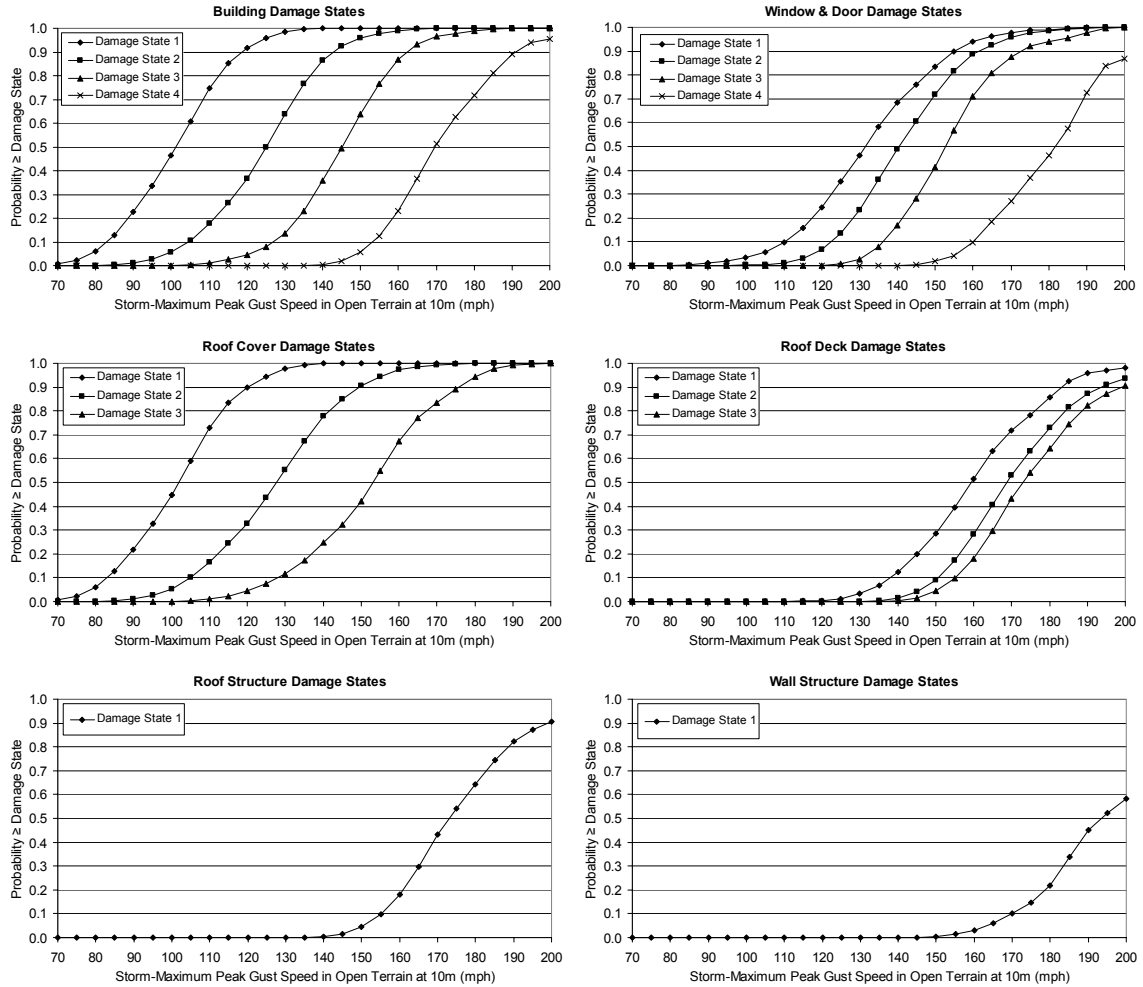 Building Damage States
Probability ≥ Damage State
1.0
0.9
0.8
0.7
0.6
0.5
0.4
0.3
0.2
0.1
0.0
Damage State 1
Damage State 2
Damage State 3
Damage State 4
70 80 90 100 110 120 130 140 150 160 170 180 190 200
Storm-Maximum Peak Gust Speed in Open Terrain at 10m (mph)
Window & Door Damage States
Probability ≥ Damage State
1.0
0.9
0.8
0.7
0.6
0.5
0.4
0.3
0.2
0.1
0.0
Damage State 1
Damage State 2
Damage State 3
Damage State 4
70 80 90 100 110 120 130 140 150 160 170 180 190 200
Storm-Maximum Peak Gust Speed in Open Terrain at 10m (mph)
Roof Cover Damage States
Probability ≥ Damage State
1.0
0.9
0.8
0.7
0.6
0.5
0.4
0.3
0.2
0.1
0.0
Damage State 1
Damage State 2
Damage State 3
70 80 90 100 110 120 130 140 150 160 170 180 190 200
Storm-Maximum Peak Gust Speed in Open Terrain at 10m (mph)
Roof Deck Damage States
Probability ≥ Damage State
1.0
0.9
0.8
0.7
0.6
0.5
0.4
0.3
0.2
0.1
0.0
Damage State 1
Damage State 2
Damage State 3
70 80 90 100 110 120 130 140 150 160 170 180 190 200
Storm-Maximum Peak Gust Speed in Open Terrain at 10m (mph)
Roof Structure Damage States
Probability ≥ Damage State
1.0
0.9
0.8
0.7
0.6
0.5
0.4
0.3
0.2
0.1
0.0
Damage State 1
70 80 90 100 110 120 130 140 150 160 170 180 190 200
Storm-Maximum Peak Gust Speed in Open Terrain at 10m (mph)
Wall Structure Damage States
Probability ≥ Damage State
1.0
0.9
0.8
0.7
0.6
0.5
0.4
0.3
0.2
0.1
0.0
Damage State 1
70 80 90 100 110 120 130 140 150 160 170 180 190 200
Storm-Maximum Peak Gust Speed in Open Terrain at 10m (mph)